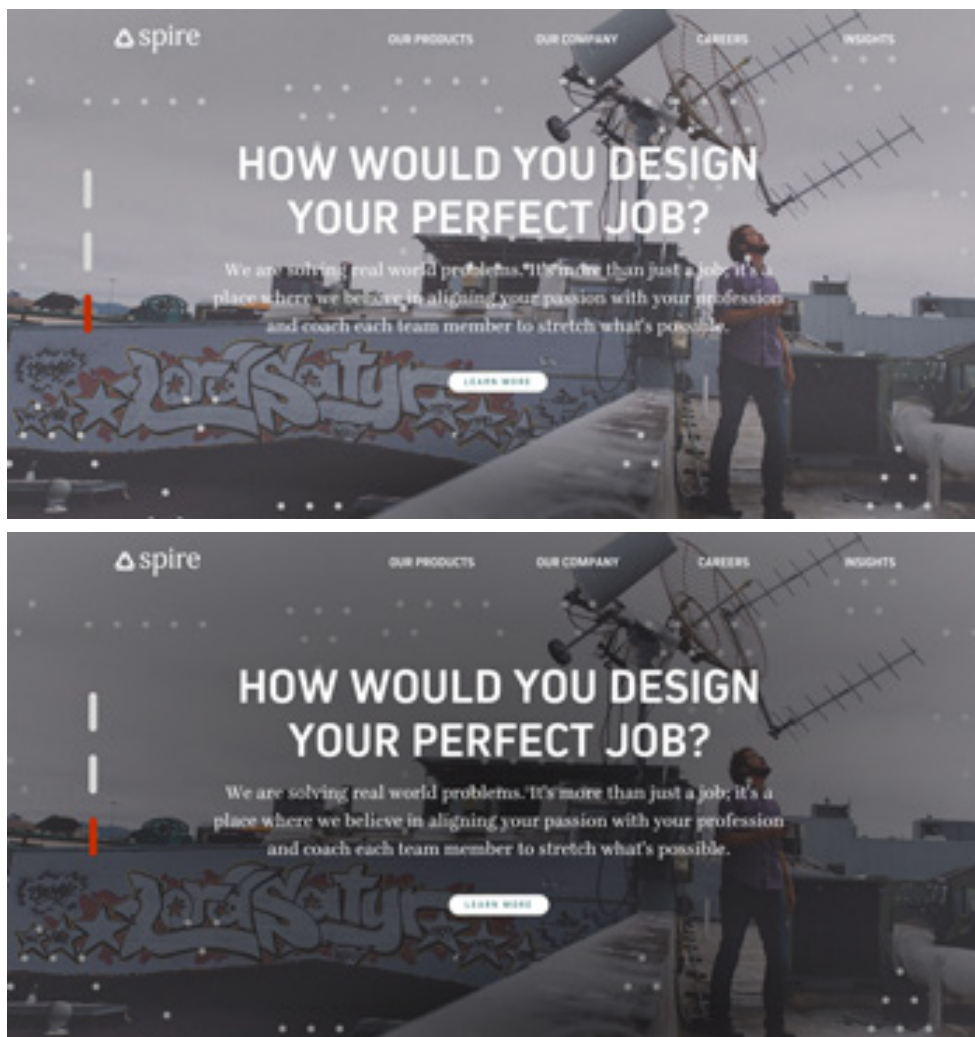 spire
OUR PRODUCTS OUR COMPANY CAREERS INSIGHTS
HOW WOULD YOU DESIGN
YOUR PERFECT JOB?
We are solving real world problems. It's more than just a job; it's a
place where we believe in aligning your passion with your profession
and coach each team member to stretch what's possible.
LEARN MORE
Lord Satyr
spire
OUR PRODUCTS OUR COMPANY CAREERS INSIGHTS
HOW WOULD YOU DESIGN
YOUR PERFECT JOB?
We are solving real world problems. It's more than just a job; it's a
place where we believe in aligning your passion with your profession
and coach each team member to stretch what's possible.
LEARN MORE
Lord Satyr